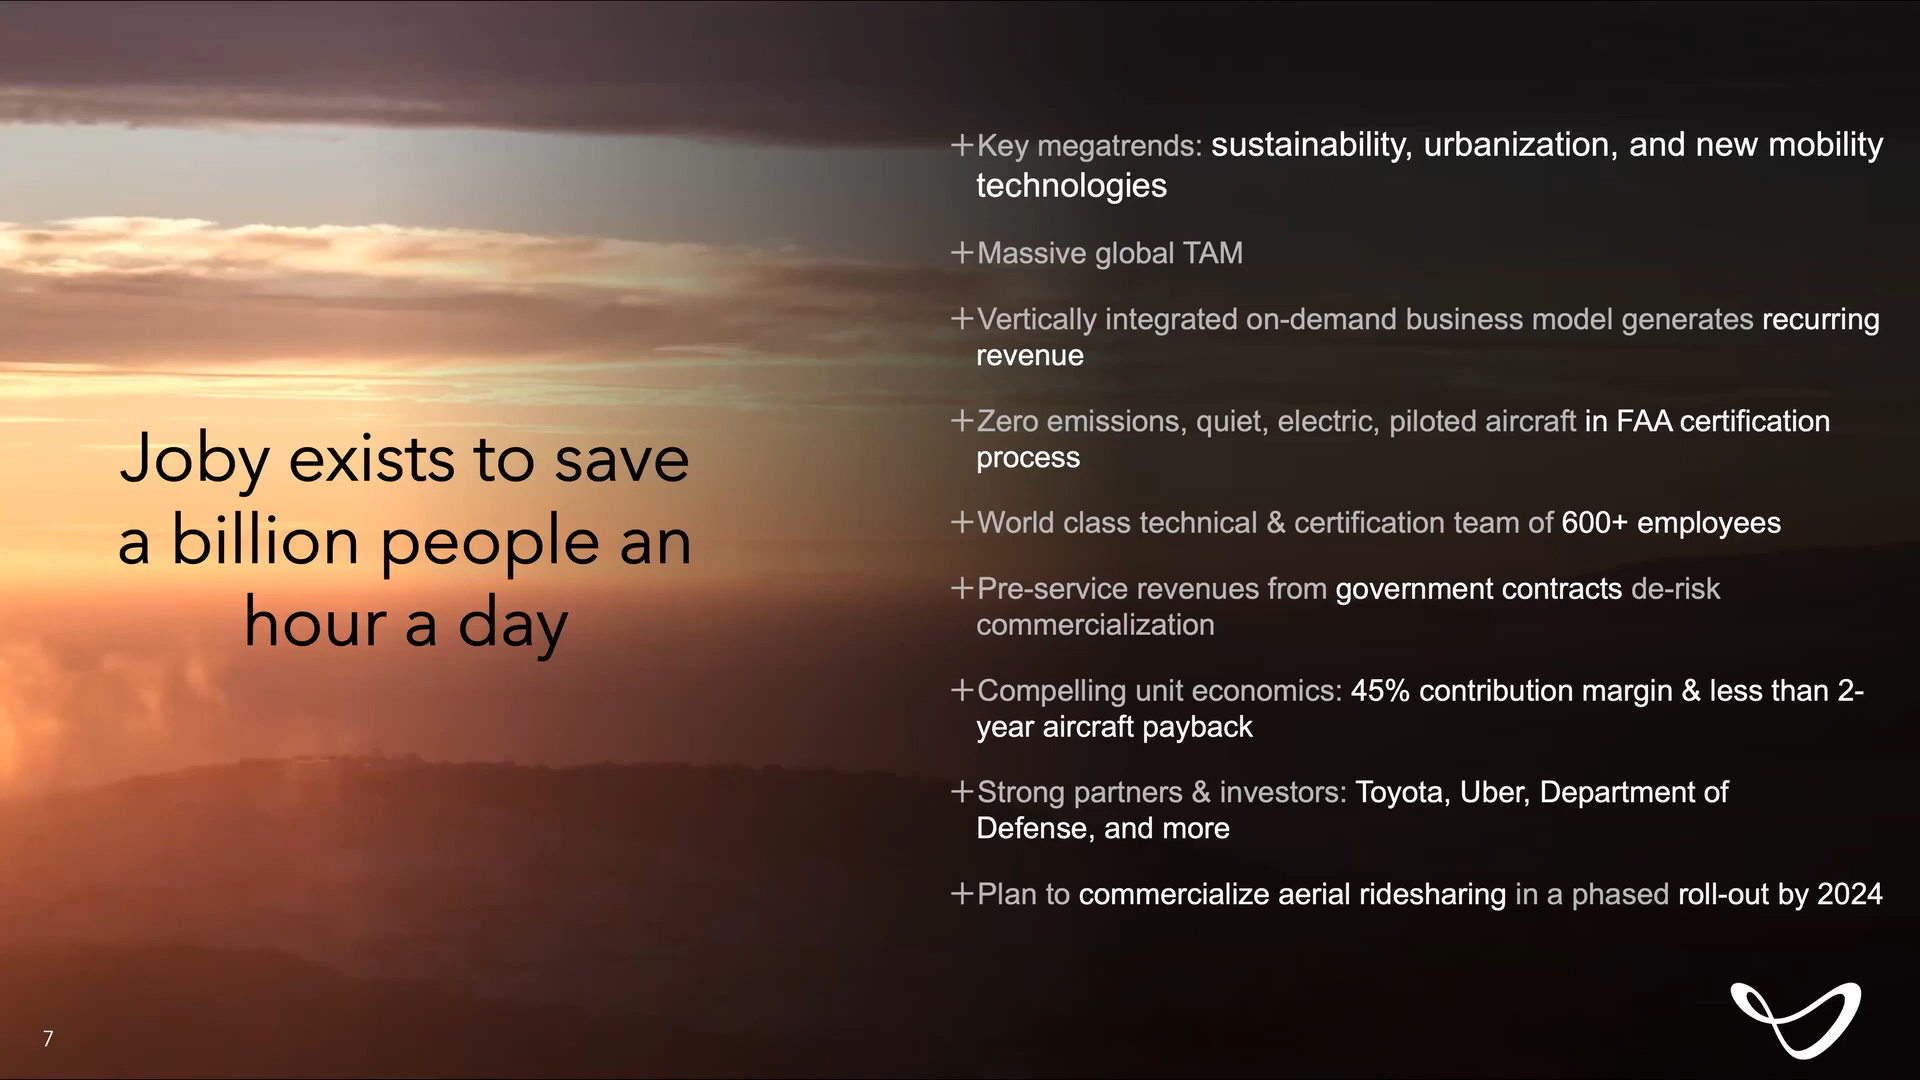 Joby exists to save
a billion people an
hour a day
+Key megatrends: sustainability, urbanization, and new mobility
technologies
+Massive global TAM
+Vertically integrated on-demand business model generates recurring
revenue
+Zero emissions, quiet, electric, piloted aircraft in FAA certification
process
+World class technical & certification team of 600+ employees
+Pre-service revenues from government contracts de-risk
commercialization
+Compelling unit economics: 45% contribution margin & less than 2-
year aircraft payback
+Strong partners & investors: Toyota, Uber, Department of
Defense, and more
+Plan to commercialize aerial ridesharing in a phased roll-out by 2024
7